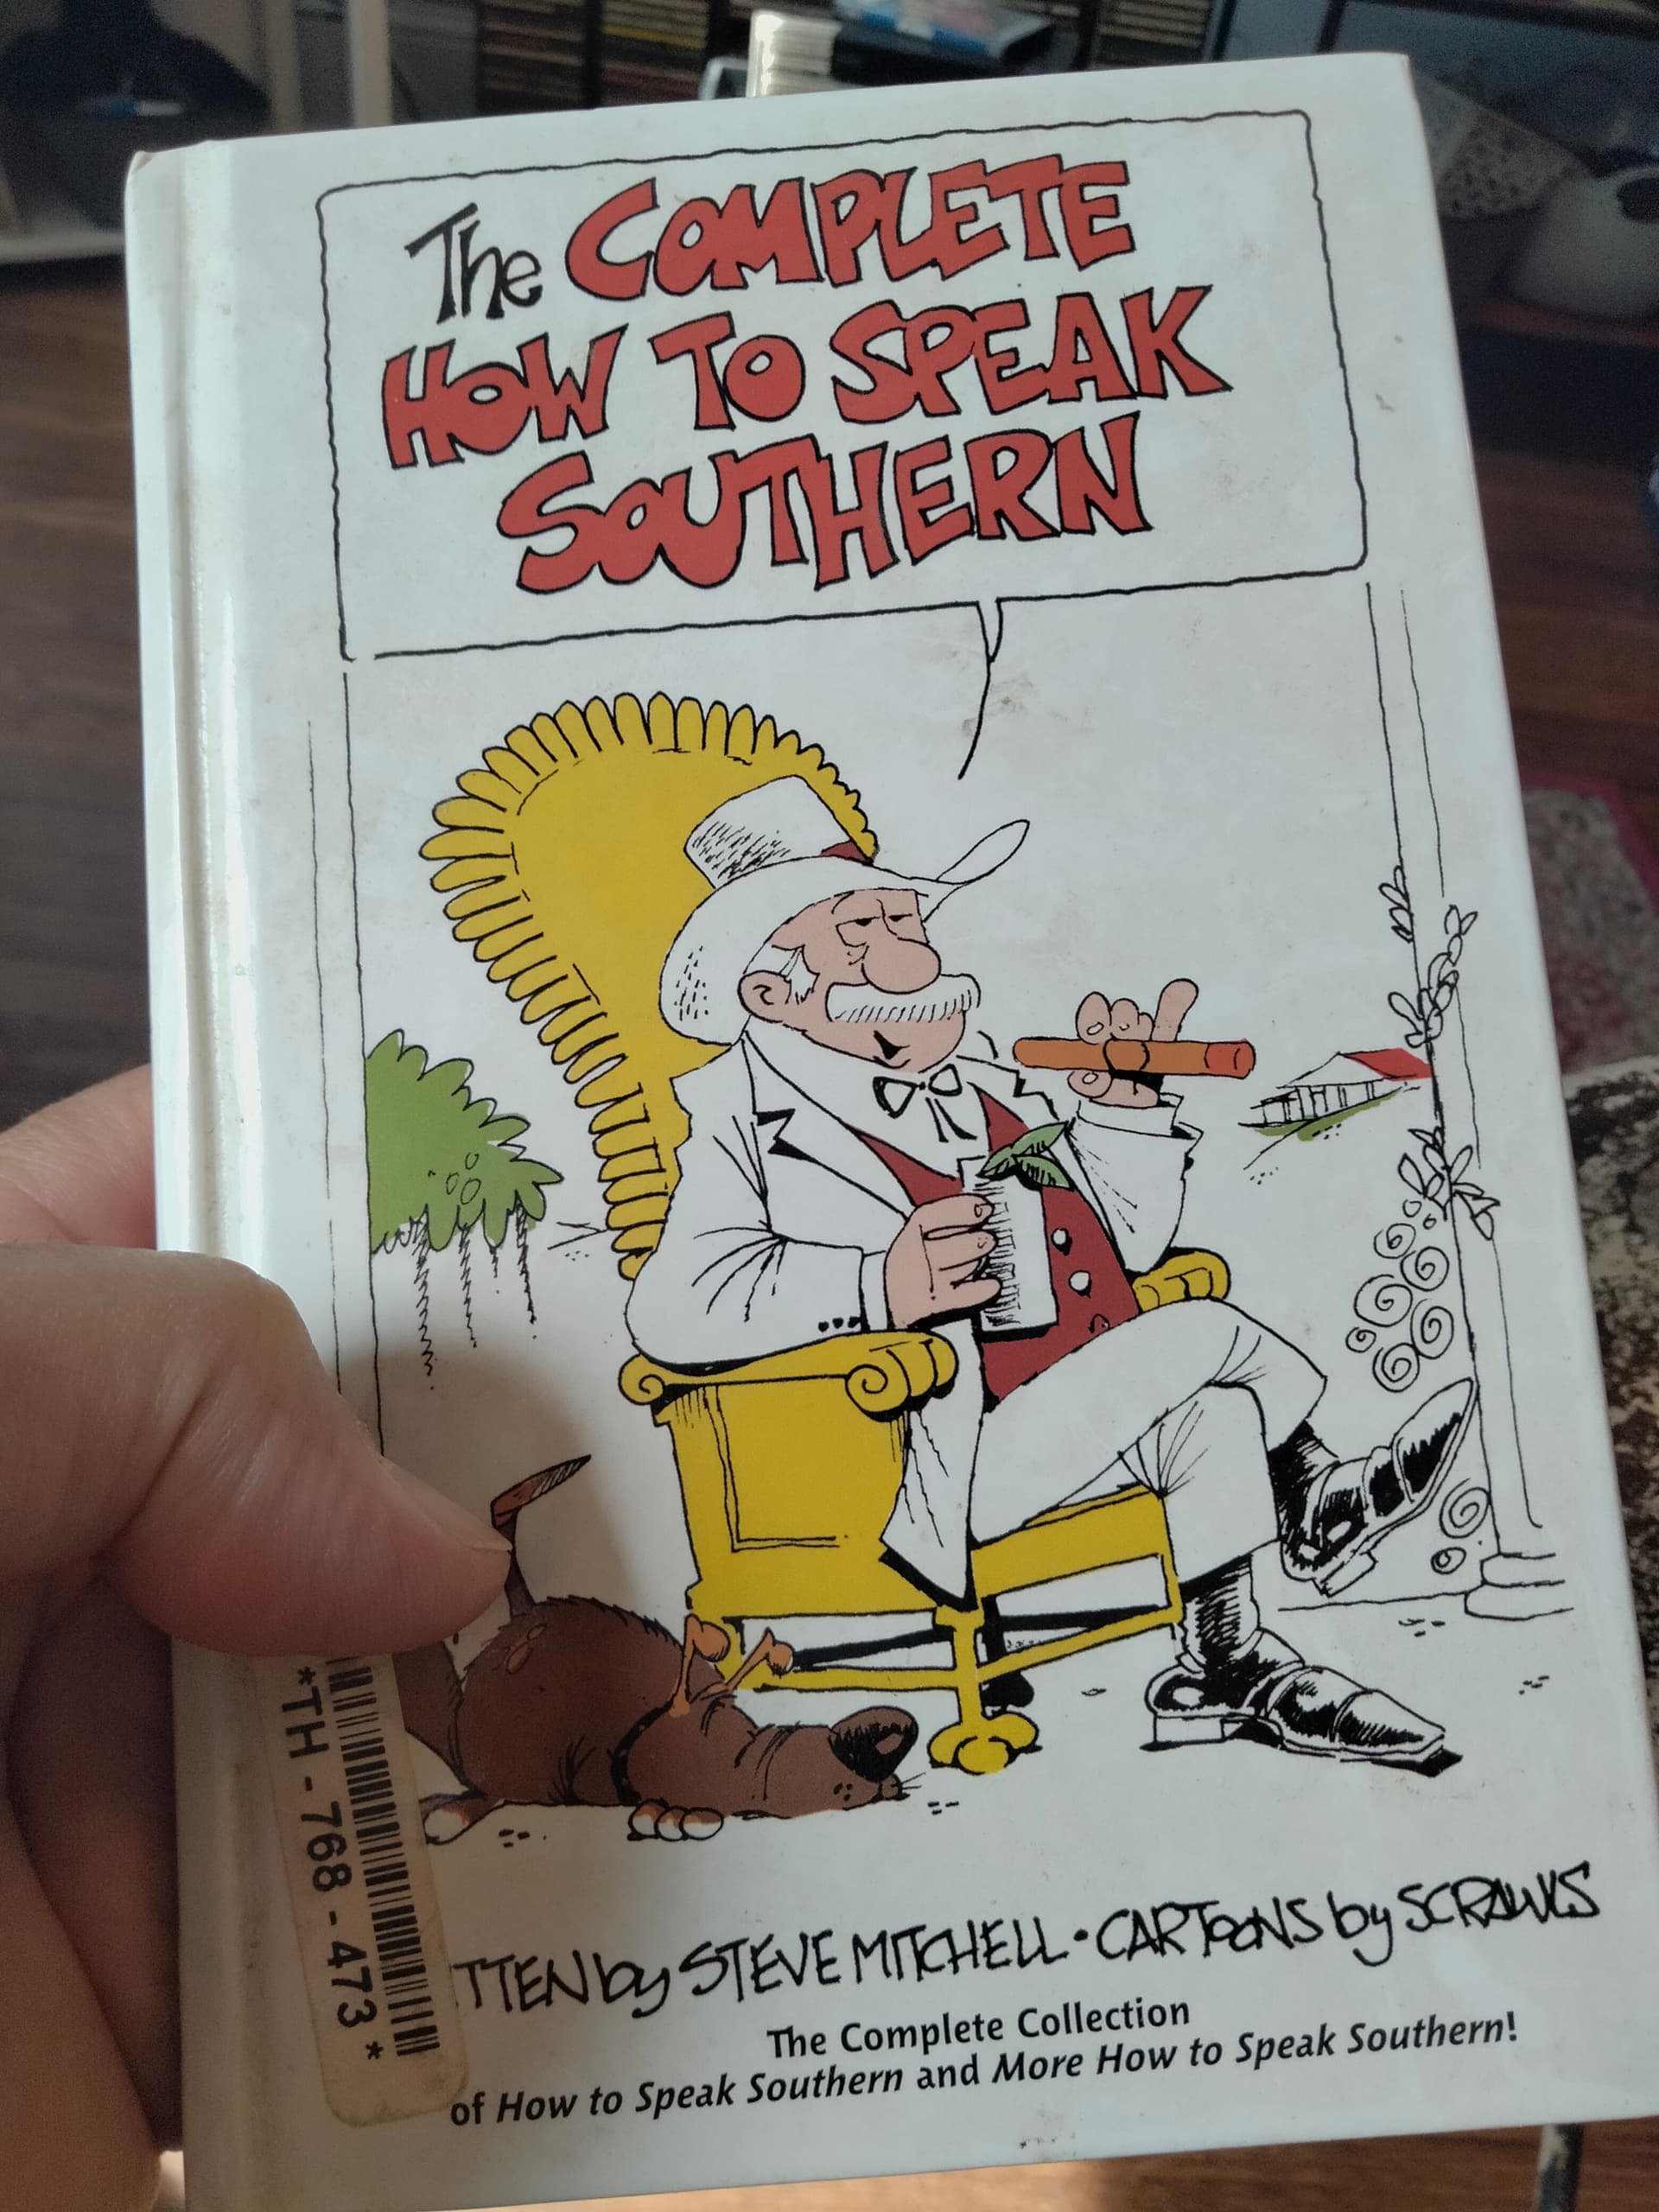 The COMPLETE
HOW TO SPEAK
SOUTHERN
by STEVE MITCHELL • CARTOONS by SCRAWLS
The Complete Collection
of How to Speak Southern and More How to Speak Southern!
*TH - 768 - 473*